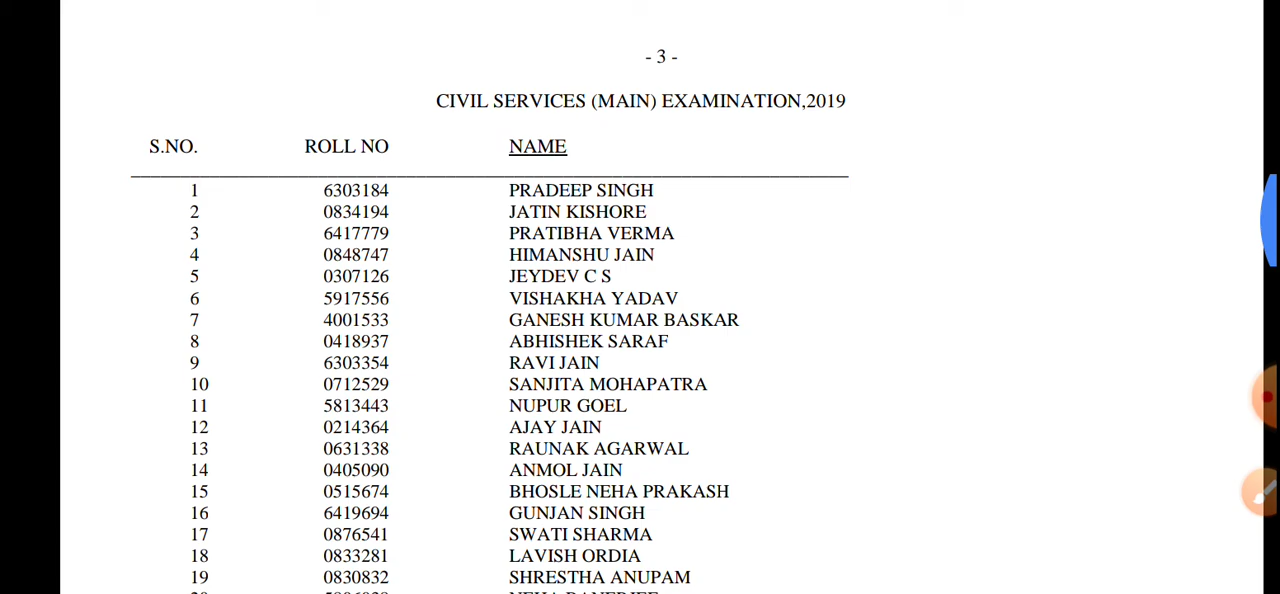 - 3 -
CIVIL SERVICES (MAIN) EXAMINATION,2019
S.NO. ROLL NO NAME
1 6303184 PRADEEP SINGH
2 0834194 JATIN KISHORE
3 6417779 PRATIBHA VERMA
4 0848747 HIMANSHU JAIN
5 0307126 JEYDEV C S
6 5917556 VISHAKHA YADAV
7 4001533 GANESH KUMAR BASKAR
8 0418937 ABHISHEK SARAF
9 6303354 RAVI JAIN
10 0712529 SANJITA MOHAPATRA
11 5813443 NUPUR GOEL
12 0214364 AJAY JAIN
13 0631338 RAUNAK AGARWAL
14 0405090 ANMOL JAIN
15 0515674 BHOSLE NEHA PRAKASH
16 6419694 GUNJAN SINGH
17 0876541 SWATI SHARMA
18 0833281 LAVISH ORDIA
19 0830832 SHRESTHA ANUPAM